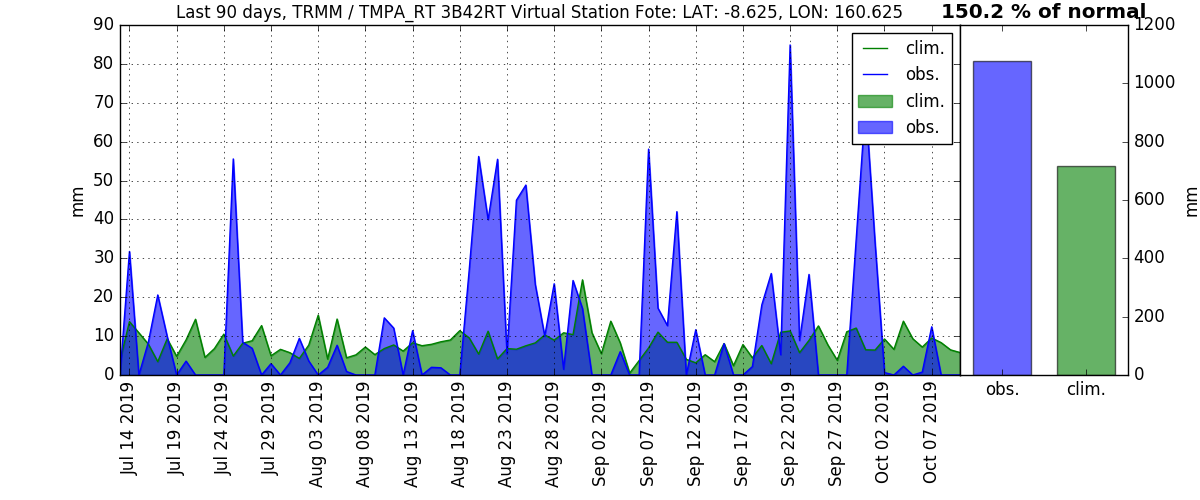 Last 90 days, TRMM / TMPA_RT 3B42RT Virtual Station Fote: LAT: -8.625, LON: 160.625
150.2 % of normal
90
80
70
60
50
40
30
20
10
0
mm
clim.
obs.
clim.
obs.
1200
1000
800
600
400
200
0
mm
Jul 14 2019
Jul 19 2019
Jul 24 2019
Jul 29 2019
Aug 03 2019
Aug 08 2019
Aug 13 2019
Aug 18 2019
Aug 23 2019
Aug 28 2019
Sep 02 2019
Sep 07 2019
Sep 12 2019
Sep 17 2019
Sep 22 2019
Sep 27 2019
Oct 02 2019
Oct 07 2019
obs.
clim.